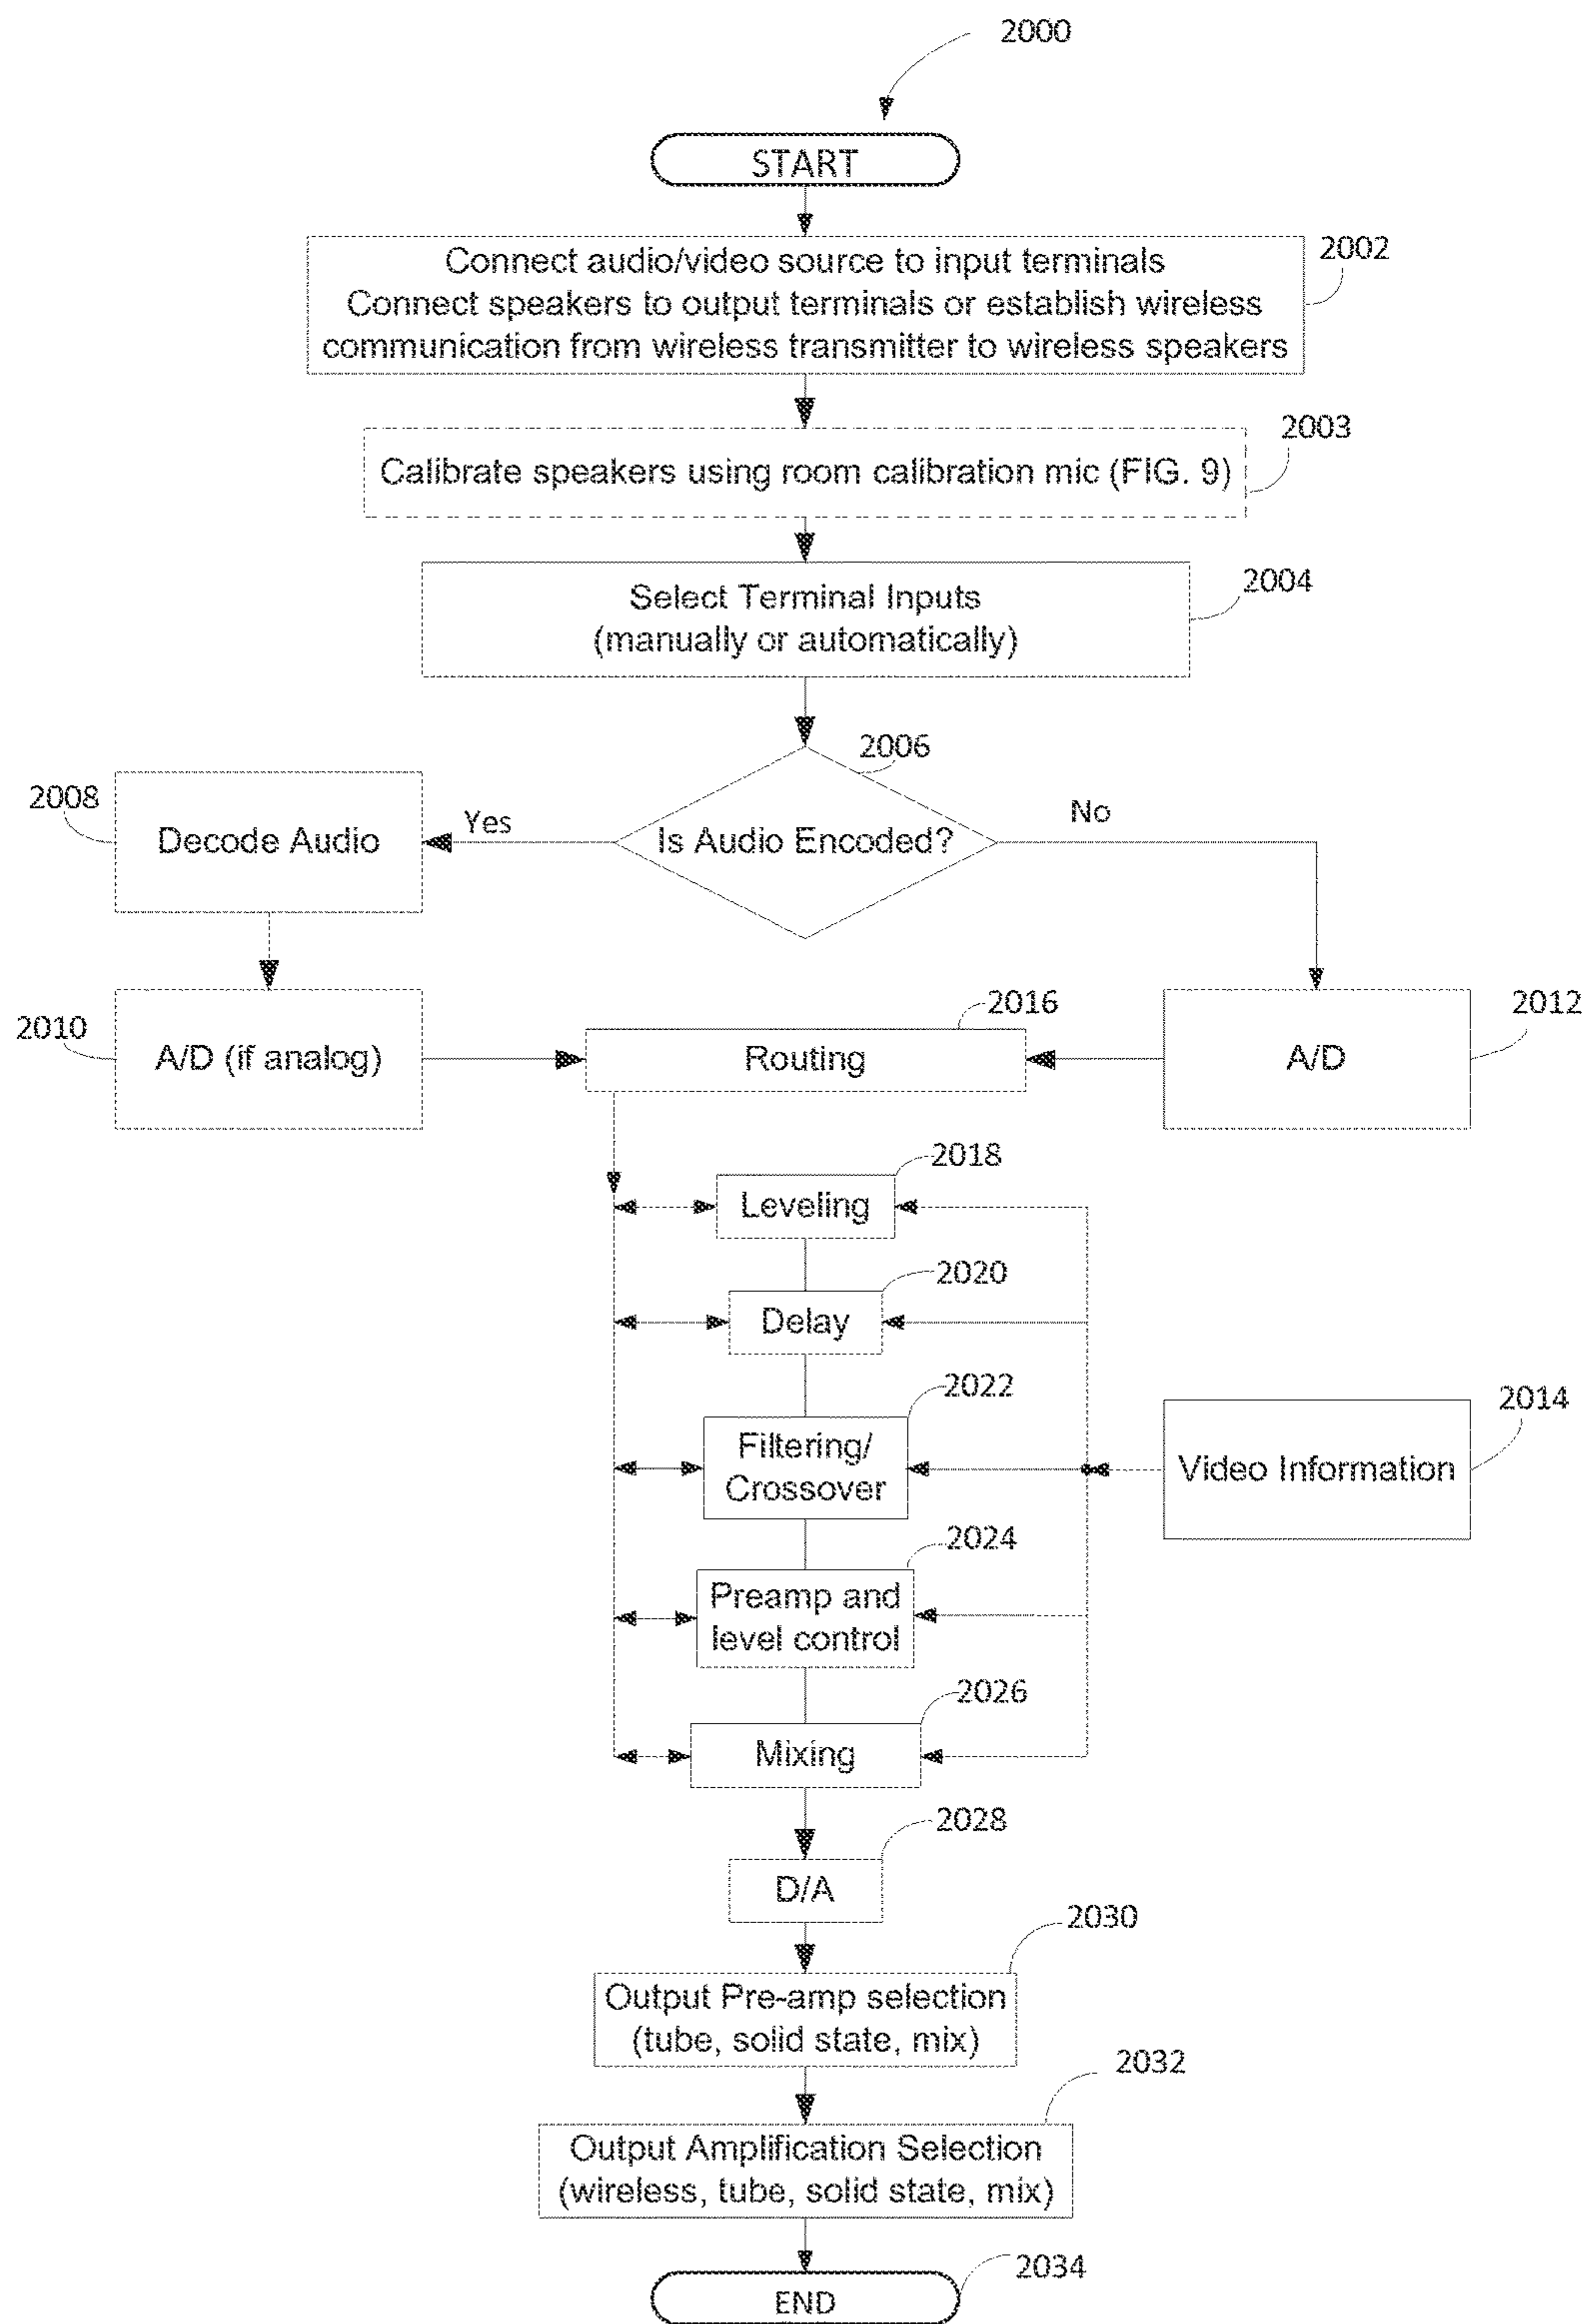 2000
START
Connect audio/video source to input terminals
Connect speakers to output terminals or establish wireless
communication from wireless transmitter to wireless speakers
2002
Calibrate speakers using room calibration mic (FIG. 9)
2003
Select Terminal Inputs
(manually or automatically)
2004
2006
Is Audio Encoded?
Yes
No
2008
Decode Audio
2010
A/D (if analog)
2016
Routing
2012
A/D
2018
Leveling
2020
Delay
2022
Filtering/
Crossover
2014
Video Information
2024
Preamp and
level control
2026
Mixing
2028
D/A
2030
Output Pre-amp selection
(tube, solid state, mix)
2032
Output Amplification Selection
(wireless, tube, solid state, mix)
2034
END